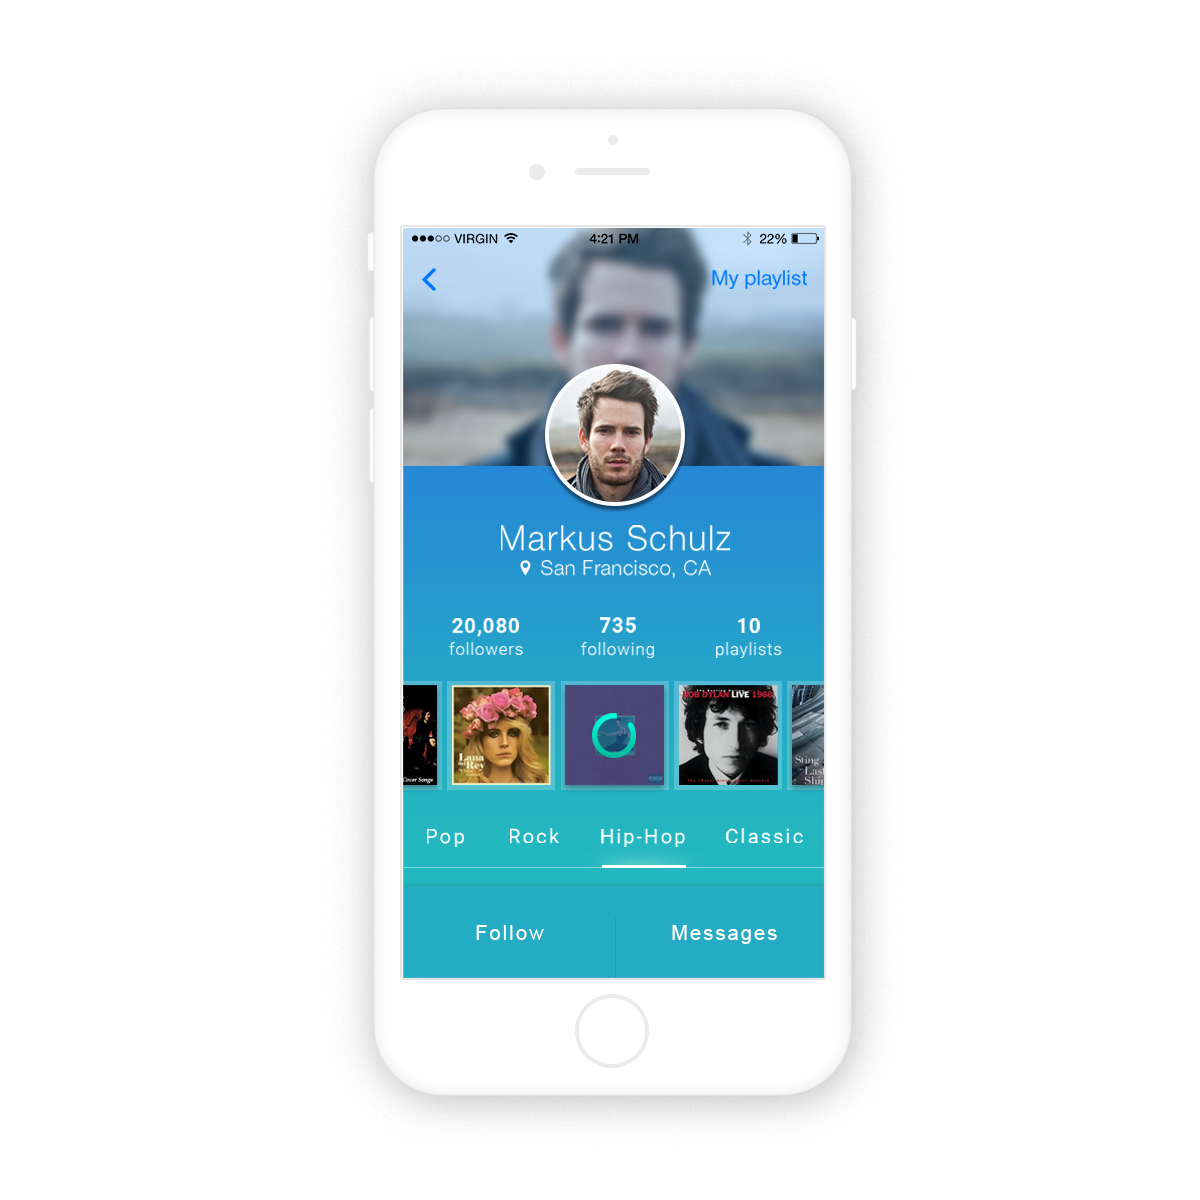 VIRGIN 4:21 PM 22%
My playlist
Markus Schulz
San Francisco, CA
20,080 735 10
followers following playlists
Cover Songs
Lana
del Rey
BOB DYLAN LIVE 1966
Sting
Last
Ship
Pop Rock Hip-Hop Classic
Follow Messages